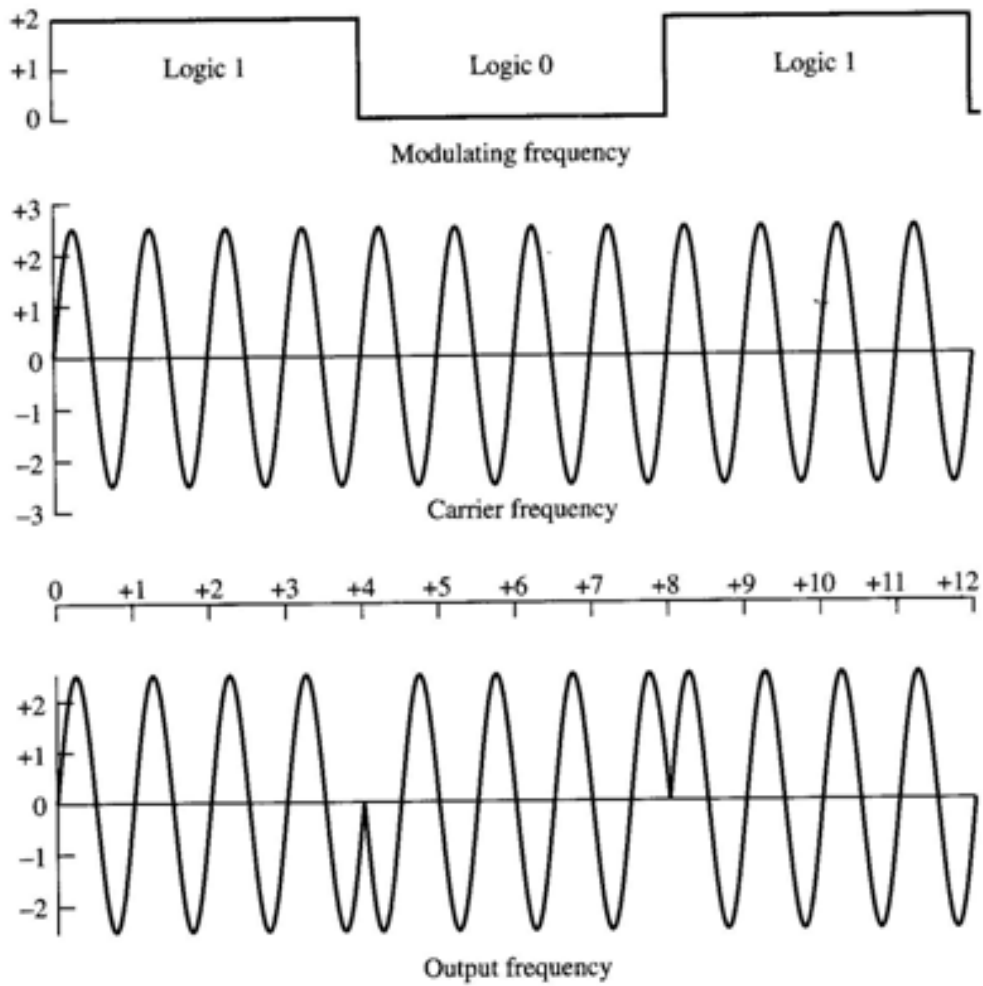 +2
+1
0
Logic 1
Logic 0
Logic 1
Modulating frequency
+3
+2
+1
0
−1
−2
−3
Carrier frequency
0 +1 +2 +3 +4 +5 +6 +7 +8 +9 +10 +11 +12
+2
+1
0
−1
−2
Output frequency